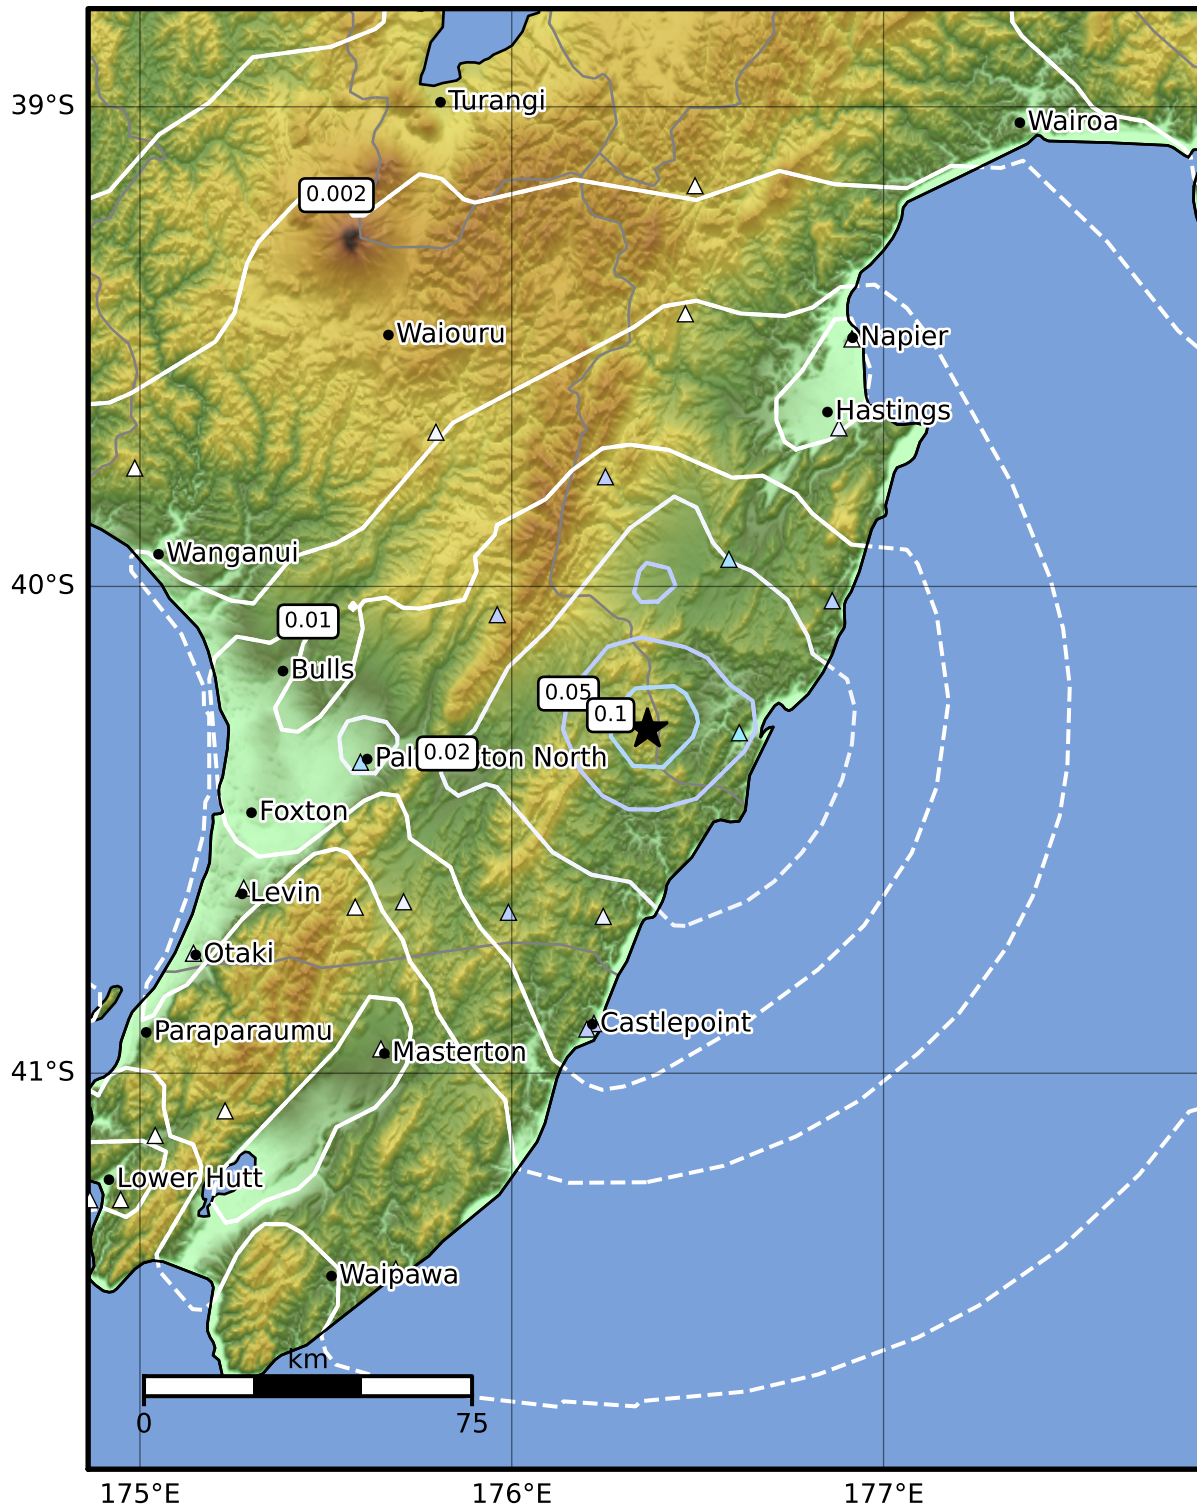 39°S
Turangi
Wairoa
0.002
Waiouru
Napier
Hastings
Wanganui
40°S
0.01
Bulls
0.05
0.1
0.02
ton North
Foxton
Levin
Otaki
Castlepoint
Paraparaumu
Masterton
41°S
Lower Hutt
Waipawa
km
0 75
175°E 176°E 177°E